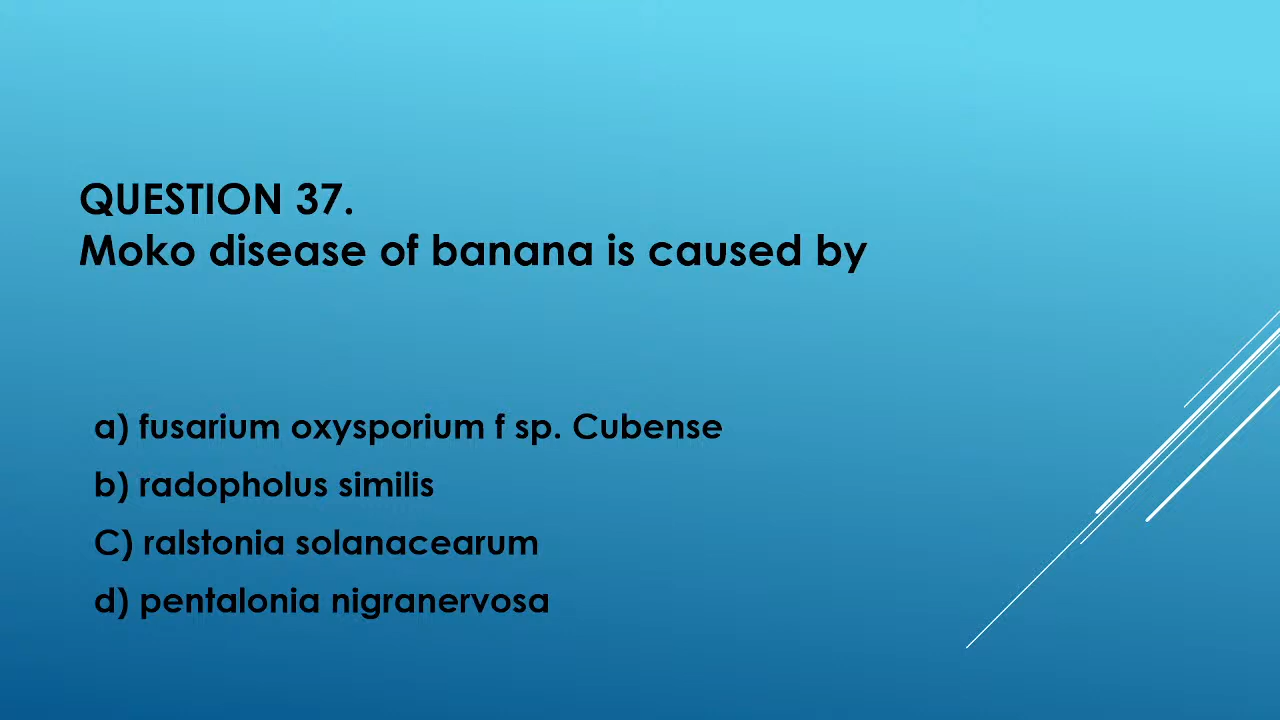 QUESTION 37.
Moko disease of banana is caused by
a) fusarium oxysporium f sp. Cubense
b) radopholus similis
C) ralstonia solanacearum
d) pentalonia nigranervosa